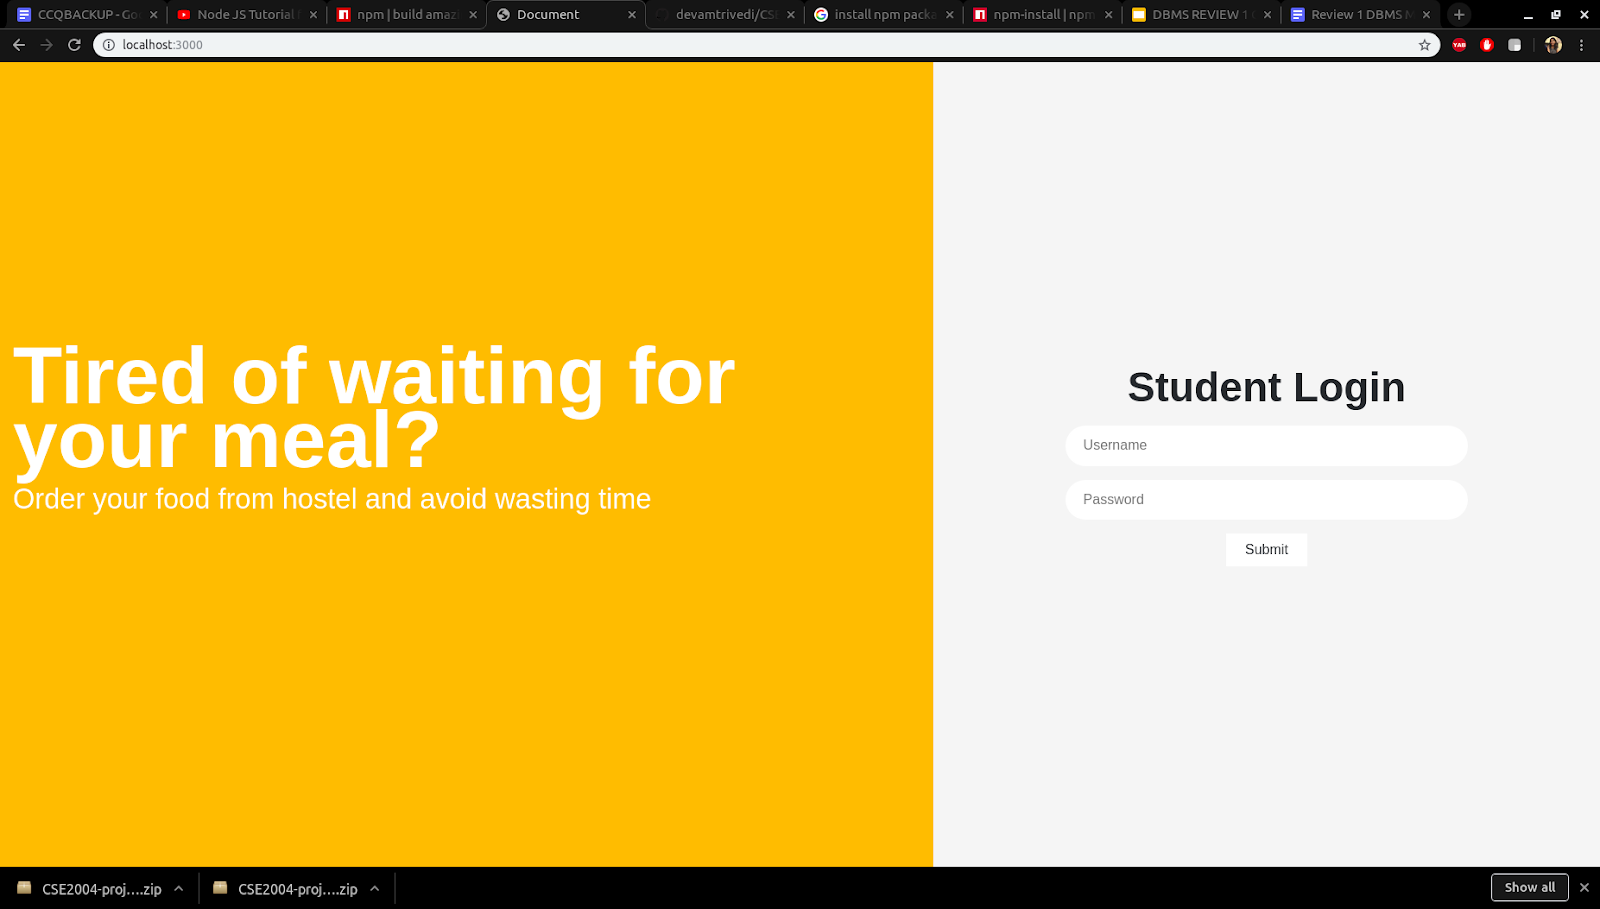 CCQBACKUP - Go
Node JS Tutorial
npm | build amaz
Document
devamtrivedi/CS
install npm packa
npm-install | npm
DBMS REVIEW 1
Review 1 DBMS M
localhost:3000
YAB
Tired of waiting for
your meal?
Order your food from hostel and avoid wasting time
Student Login
Username
Password
Submit
CSE2004-proj....zip
CSE2004-proj....zip
Show all